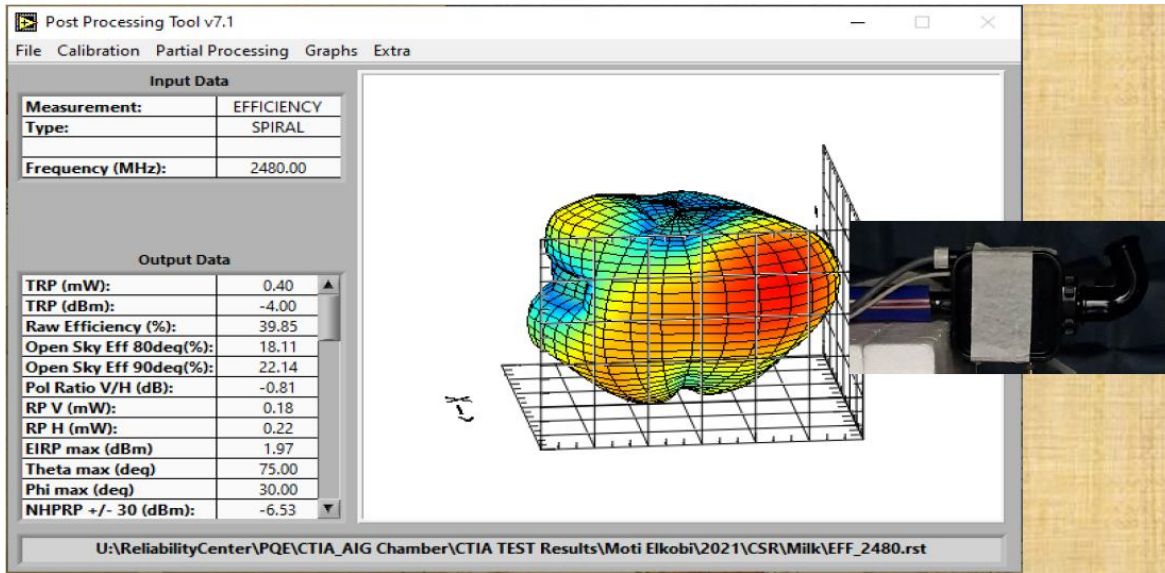 Post Processing Tool v7.1
File Calibration Partial Processing Graphs Extra
Input Data
Measurement: EFFICIENCY
Type: SPIRAL
Frequency (MHz): 2480.00
Output Data
TRP (mW): 0.40
TRP (dBm): -4.00
Raw Efficiency (%): 39.85
Open Sky Eff 80deg(%): 18.11
Open Sky Eff 90deg(%): 22.14
Pol Ratio V/H (dB): -0.81
RP V (mW): 0.18
RP H (mW): 0.22
EIRP max (dBm) 1.97
Theta max (deg) 75.00
Phi max (deg) 30.00
NHPRP +/- 30 (dBm): -6.53
U:\ReliabilityCenter\PQE\CTIA_AIG Chamber\CTIA TEST Results\Moti Elkobi\2021\CSR\Milk\EFF_2480.rst